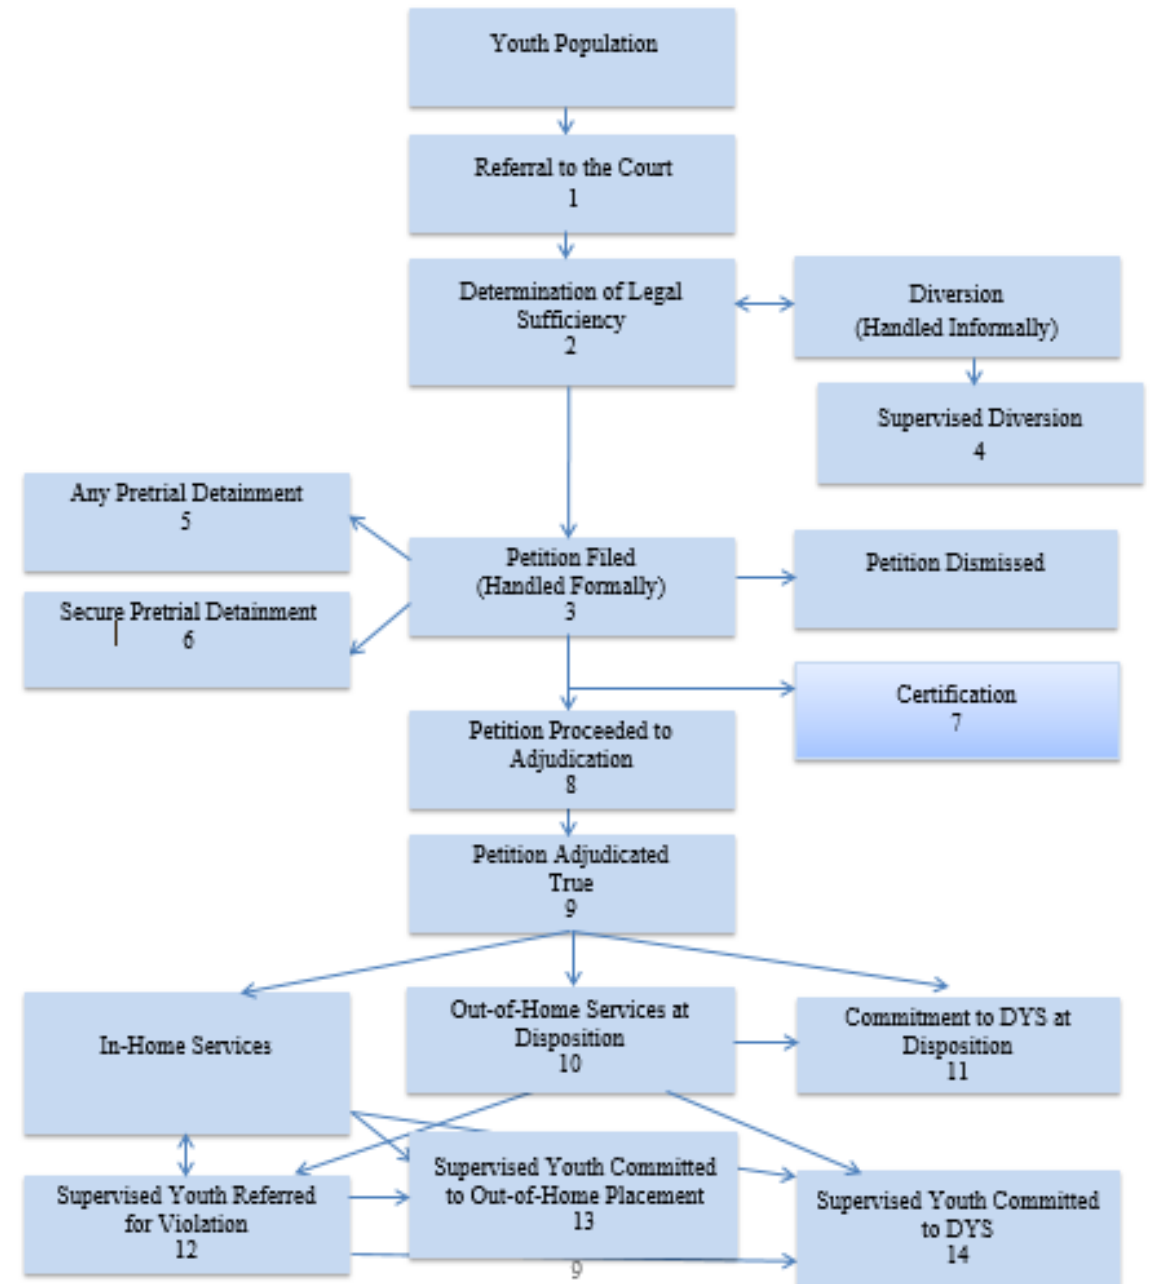 Youth Population
Referral to the Court
1
Determination of Legal
Sufficiency
2
Diversion
(Handled Informally)
Supervised Diversion
4
Any Pretrial Detainment
5
Petition Filed
(Handled Formally)
3
Petition Dismissed
Secure Pretrial Detainment
6
Certification
7
Petition Proceeded to
Adjudication
8
Petition Adjudicated
True
9
In-Home Services
Out-of-Home Services at
Disposition
10
Commitment to DYS at
Disposition
11
Supervised Youth Referred
for Violation
12
Supervised Youth Committed
to Out-of-Home Placement
13
Supervised Youth Committed
to DYS
14
9